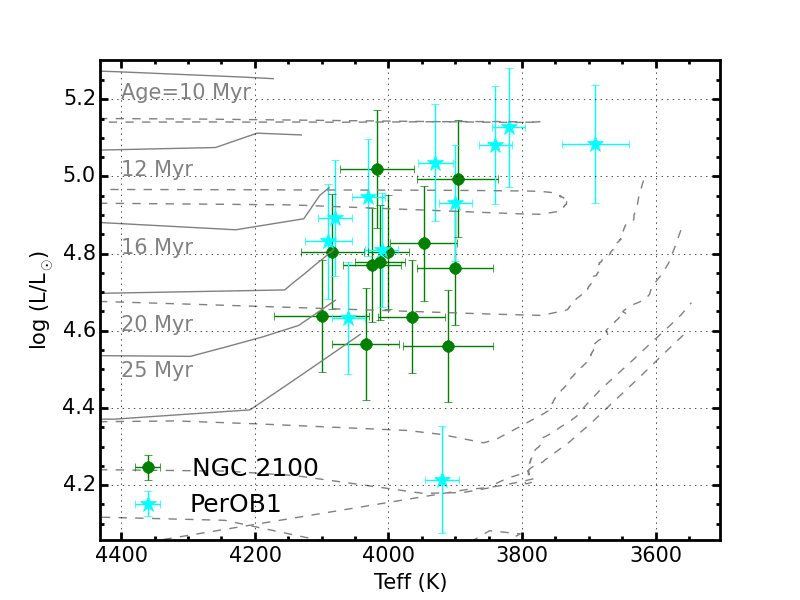 5.2
Age=10 Myr
5.0
12 Myr
4.8
16 Myr
log (L/L☉)
4.6
20 Myr
25 Myr
4.4
NGC 2100
4.2
PerOB1
4400 4200 4000 3800 3600
Teff (K)